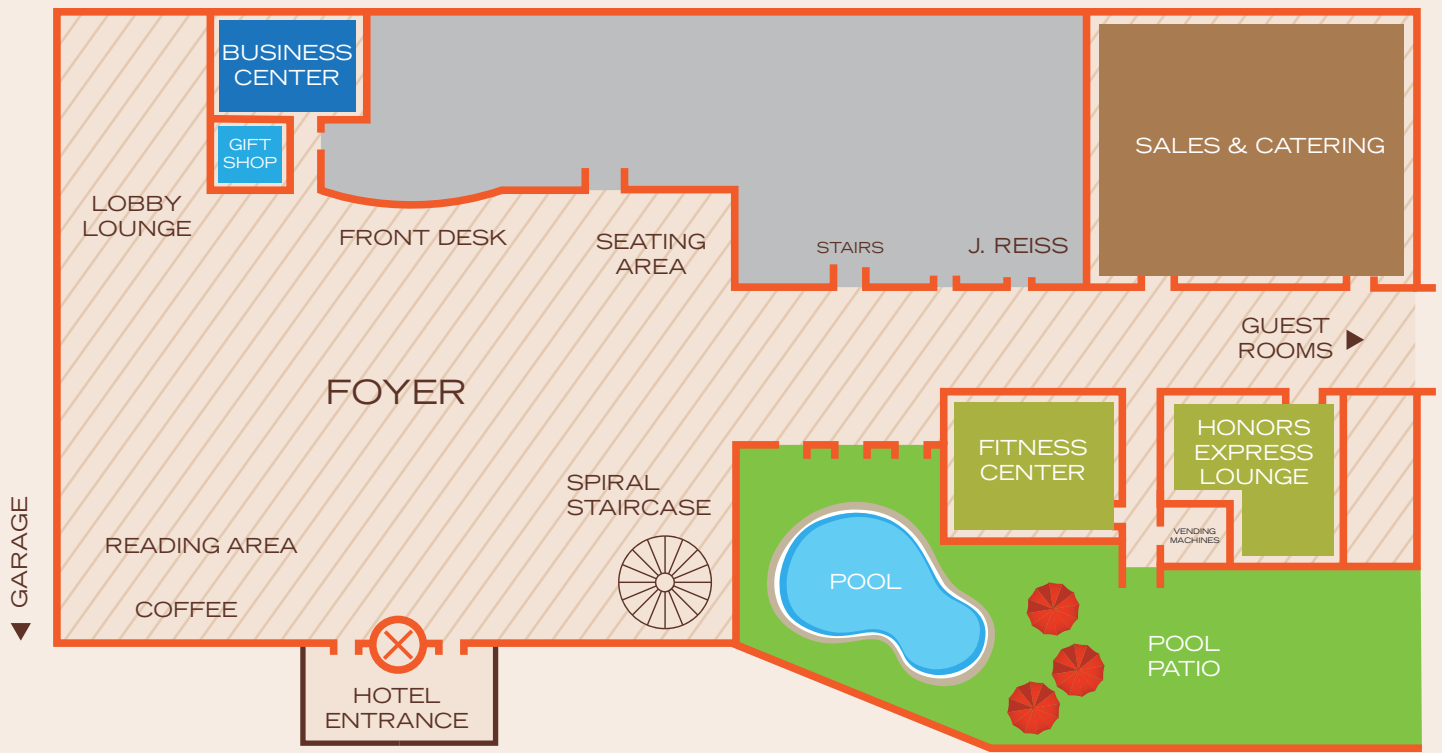 BUSINESS
CENTER
GIFT
SHOP
SALES & CATERING
LOBBY
LOUNGE
FRONT DESK
SEATING
AREA
STAIRS
J. REISS
GUEST
ROOMS
FOYER
FITNESS
CENTER
HONORS
EXPRESS
LOUNGE
SPIRAL
STAIRCASE
VENDING
MACHINES
READING AREA
GARAGE
COFFEE
POOL
POOL
PATIO
HOTEL
ENTRANCE